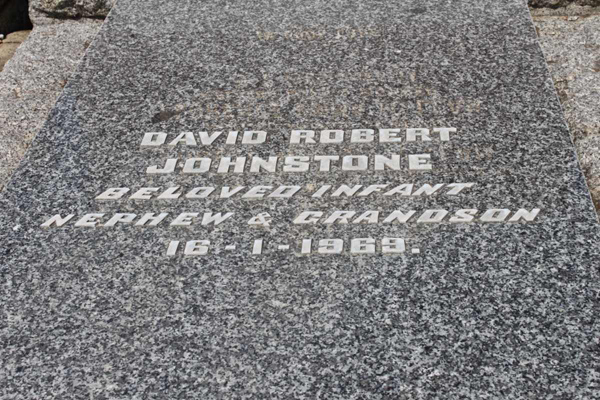 DAVID ROBERT
JOHNSTONE
BELOVED INFANT
NEPHEW & GRANDSON
16-1-1969.